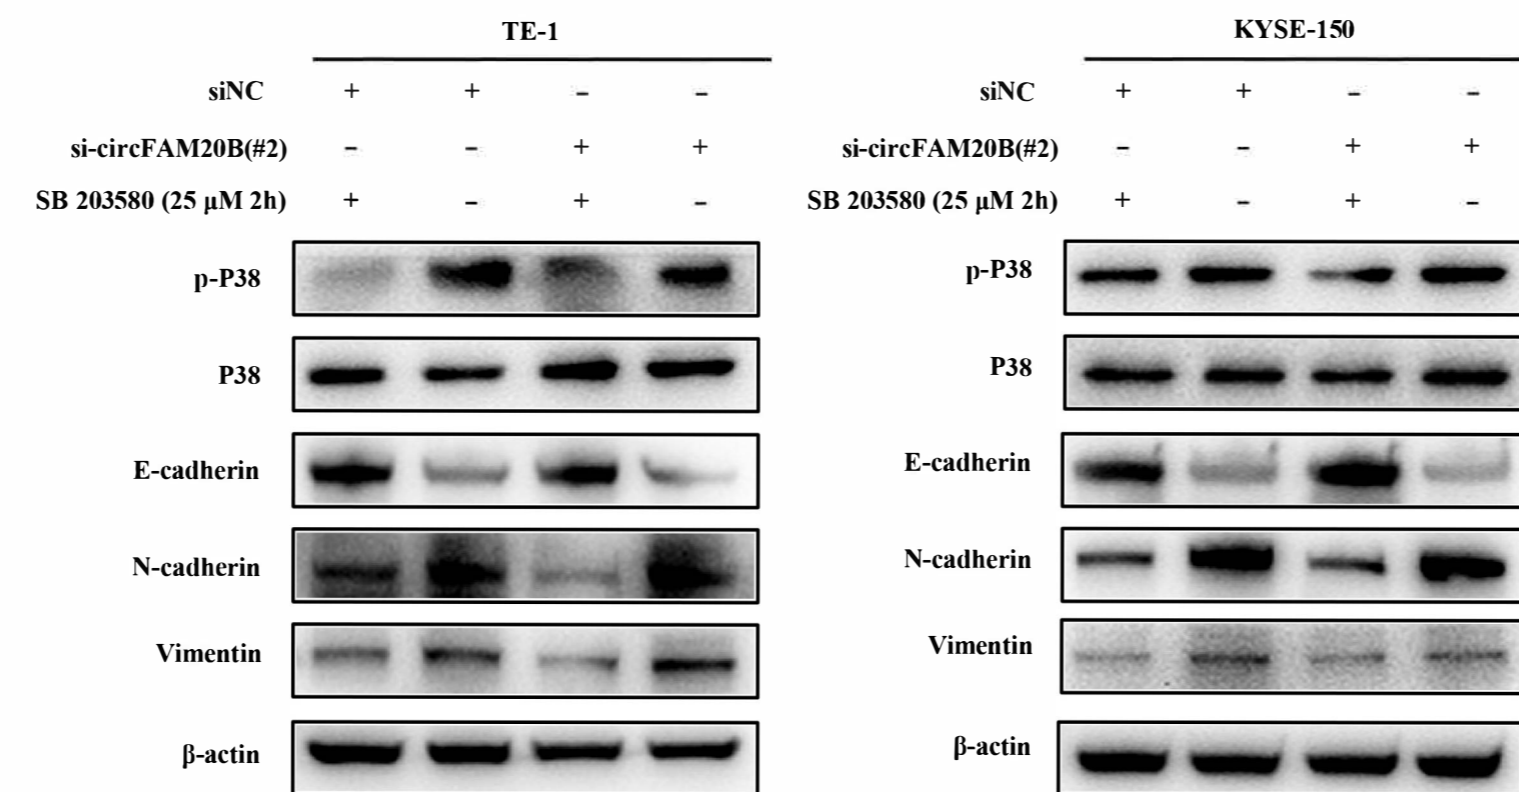 TE-1
siNC + + - -
si-circFAM20B(#2) - - + +
SB 203580 (25 μM 2h) + - + -
p-P38
P38
E-cadherin
N-cadherin
Vimentin
β-actin
KYSE-150
siNC + + - -
si-circFAM20B(#2) - - + +
SB 203580 (25 μM 2h) + - + -
p-P38
P38
E-cadherin
N-cadherin
Vimentin
β-actin